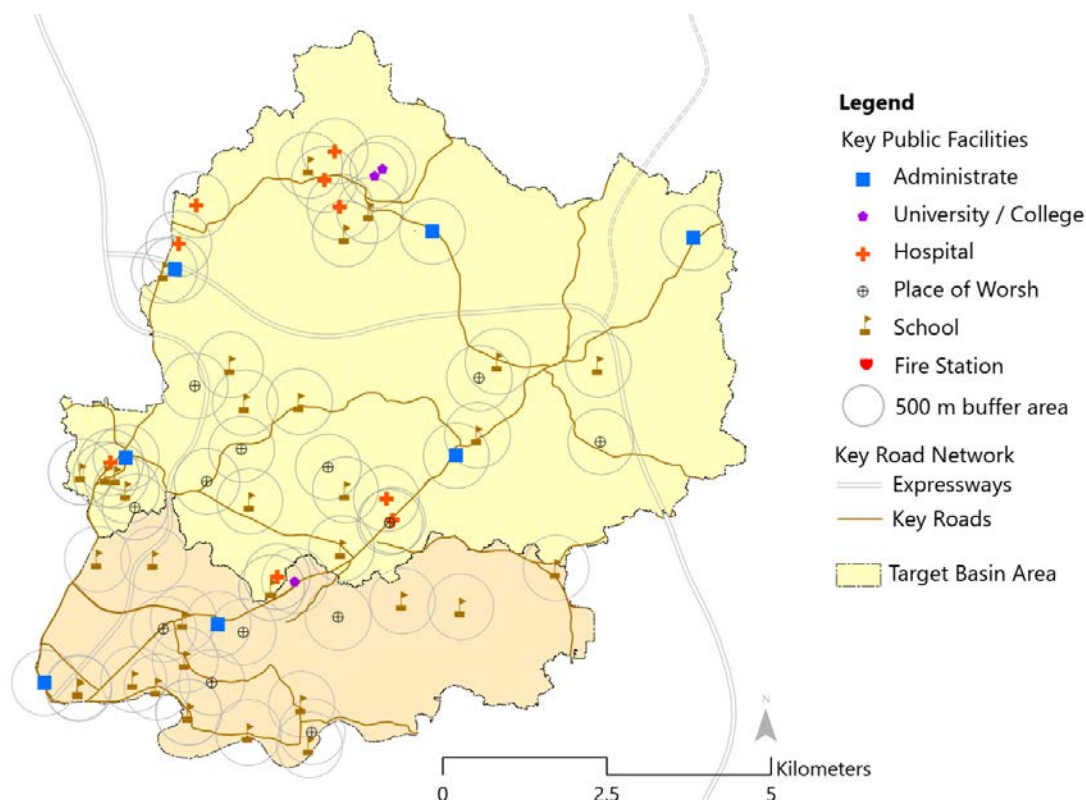 Legend
Key Public Facilities
Administrate
University / College
Hospital
Place of Worsh
School
Fire Station
500 m buffer area
Key Road Network
Expressways
Key Roads
Target Basin Area
N
Kilometers
0 2.5 5